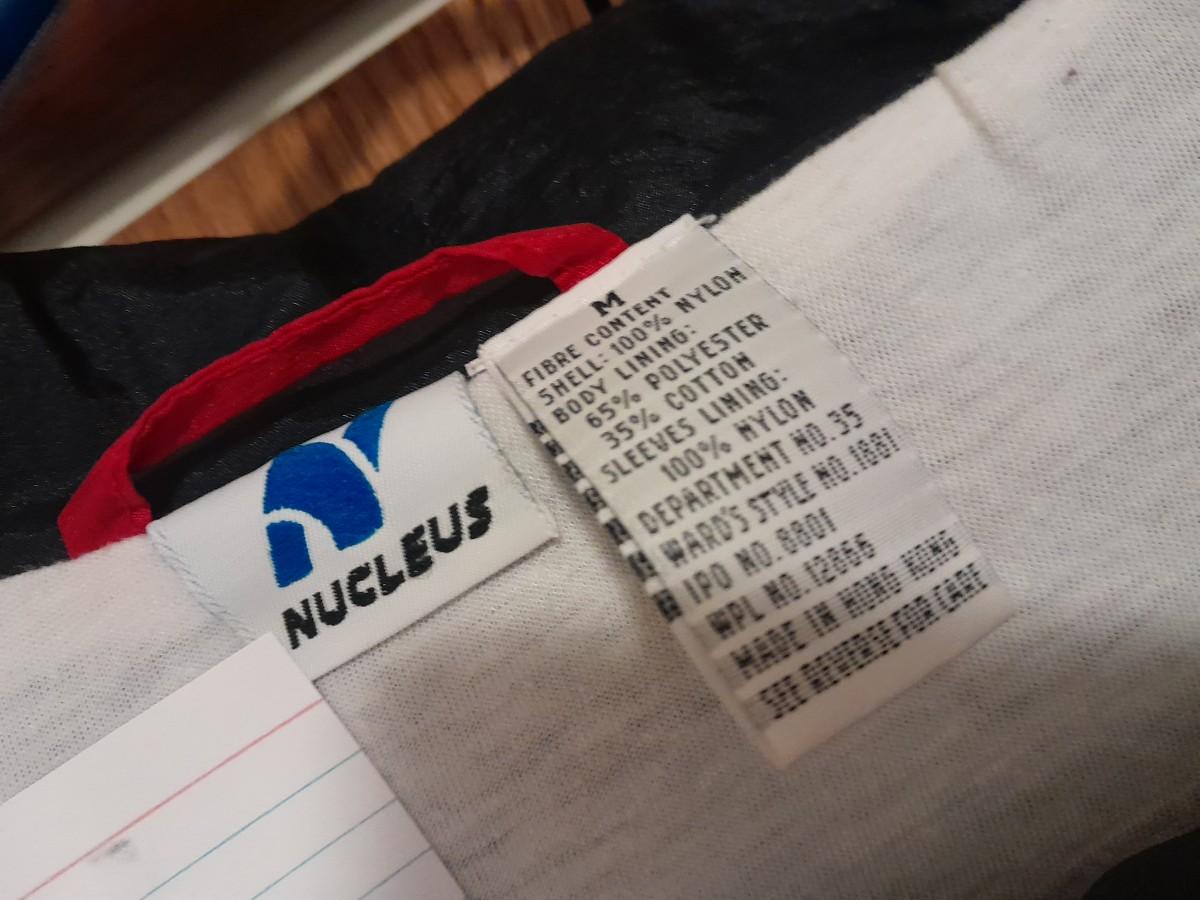 NUCLEUS
M
FIBRE CONTENT
SHELL: 100% NYLON
BODY LINING:
65% POLYESTER
35% COTTON
SLEEVES LINING:
100% NYLON
DEPARTMENT NO.35
WARD'S STYLE NO.1881
IPO NO.8801
WPL NO.12866
MADE IN HONG KONG
SEE REVERSE FOR CARE